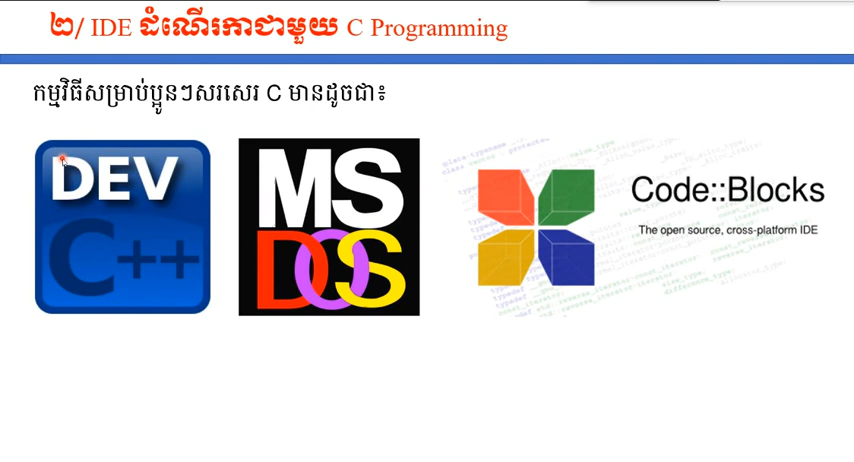 ២/ IDE ដំណើរកាជាមួយ C Programming
កម្មវិធីសម្រាប់ប្អូនៗសរសេរ C មានដូចជា៖
DEV
C++
MS
DOS
Code::Blocks
The open source, cross-platform IDE